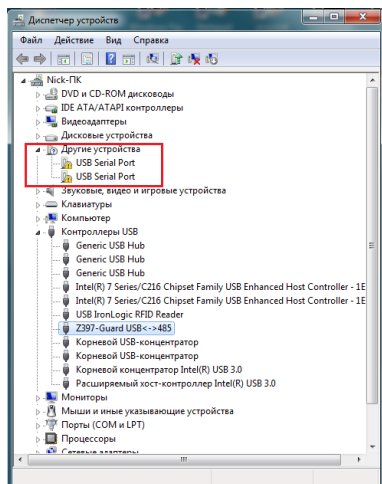 Диспетчер устройств
Файл Действие Вид Справка
Nick-ПК
DVD и CD-ROM дисководы
IDE ATA/ATAPI контроллеры
Видеоадаптеры
Дисковые устройства
Другие устройства
USB Serial Port
USB Serial Port
Звуковые, видео и игровые устройства
Клавиатуры
Компьютер
Контроллеры USB
Generic USB Hub
Generic USB Hub
Generic USB Hub
Intel(R) 7 Series/C216 Chipset Family USB Enhanced Host Controller - 1E
Intel(R) 7 Series/C216 Chipset Family USB Enhanced Host Controller - 1E
USB IronLogic RFID Reader
Z397-Guard USB<->485
Корневой USB-концентратор
Корневой USB-концентратор
Корневой концентратор Intel(R) USB 3.0
Расширяемый хост-контроллер Intel(R) USB 3.0
Мониторы
Мыши и иные указывающие устройства
Порты (COM и LPT)
Процессоры
Сетевые адаптеры